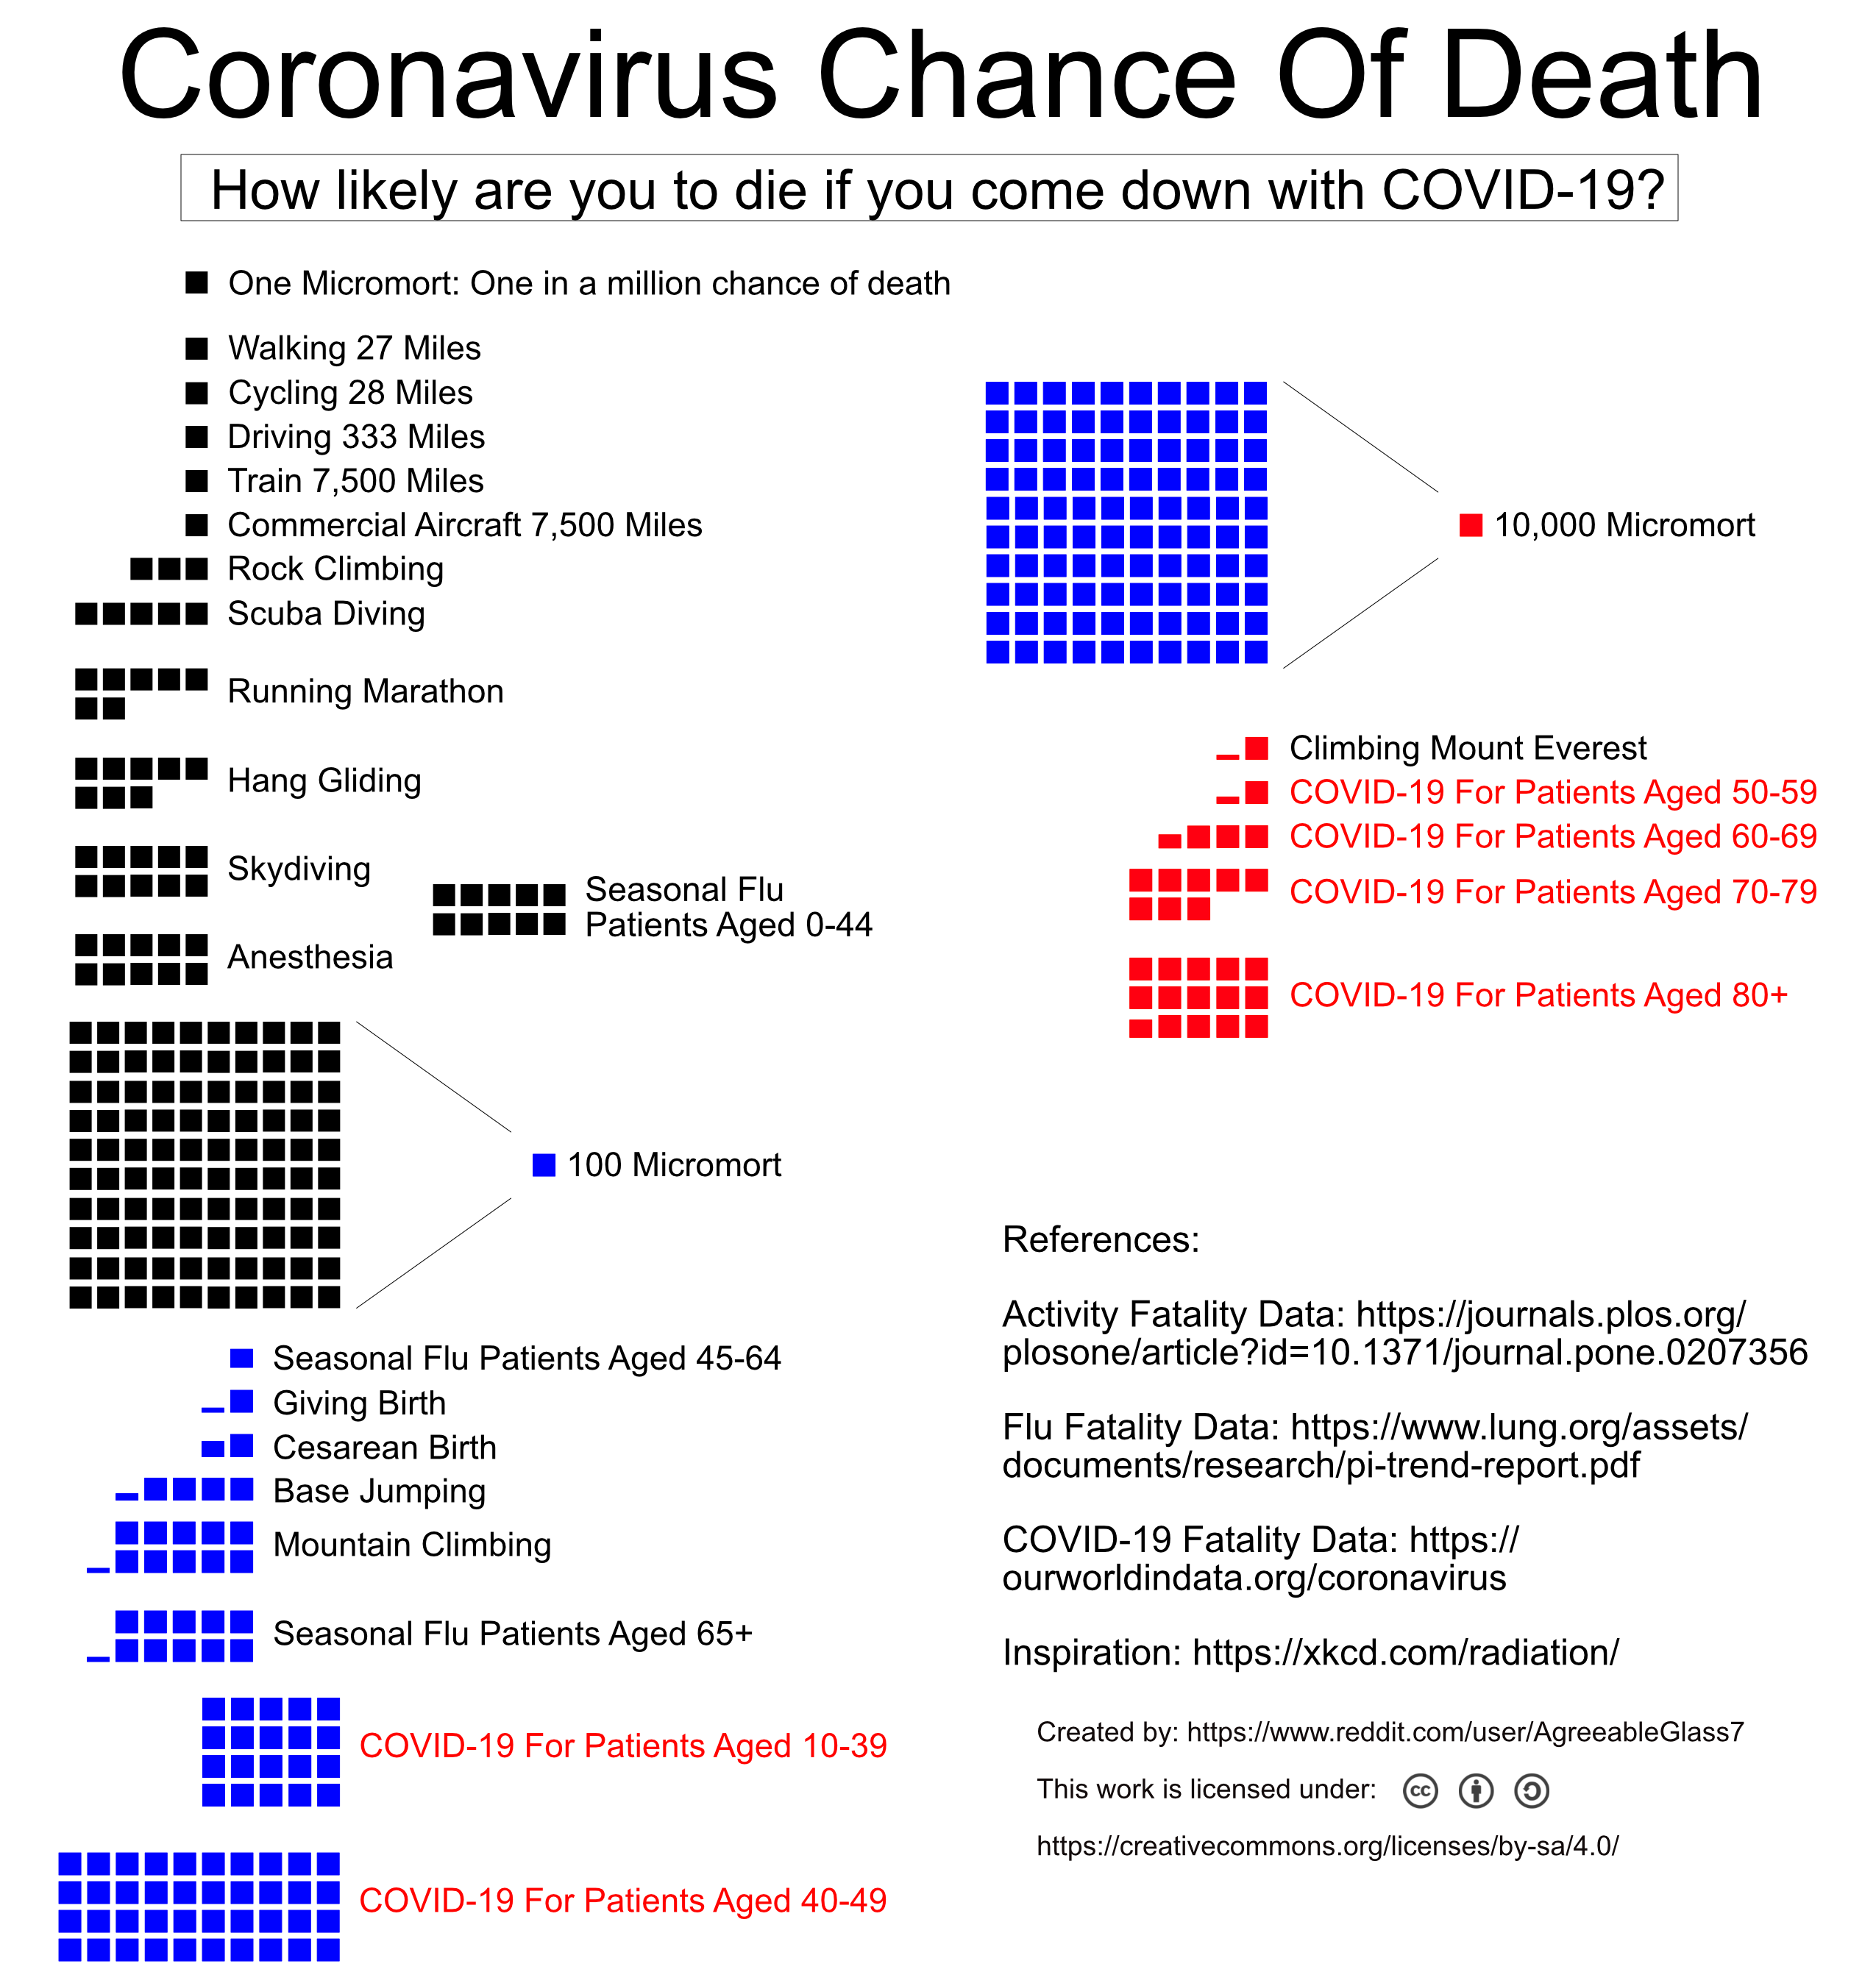 Coronavirus Chance Of Death
How likely are you to die if you come down with COVID-19?
One Micromort: One in a million chance of death
Walking 27 Miles
Cycling 28 Miles
Driving 333 Miles
Train 7,500 Miles
Commercial Aircraft 7,500 Miles
Rock Climbing
Scuba Diving
Running Marathon
Hang Gliding
Skydiving
Seasonal Flu
Patients Aged 0-44
Anesthesia
100 Micromort
Seasonal Flu Patients Aged 45-64
Giving Birth
Cesarean Birth
Base Jumping
Mountain Climbing
Seasonal Flu Patients Aged 65+
COVID-19 For Patients Aged 10-39
COVID-19 For Patients Aged 40-49
10,000 Micromort
Climbing Mount Everest
COVID-19 For Patients Aged 50-59
COVID-19 For Patients Aged 60-69
COVID-19 For Patients Aged 70-79
COVID-19 For Patients Aged 80+
References:
Activity Fatality Data: https://journals.plos.org/
plosone/article?id=10.1371/journal.pone.0207356
Flu Fatality Data: https://www.lung.org/assets/
documents/research/pi-trend-report.pdf
COVID-19 Fatality Data: https://
ourworldindata.org/coronavirus
Inspiration: https://xkcd.com/radiation/
Created by: https://www.reddit.com/user/AgreeableGlass7
This work is licensed under: cc
https://creativecommons.org/licenses/by-sa/4.0/